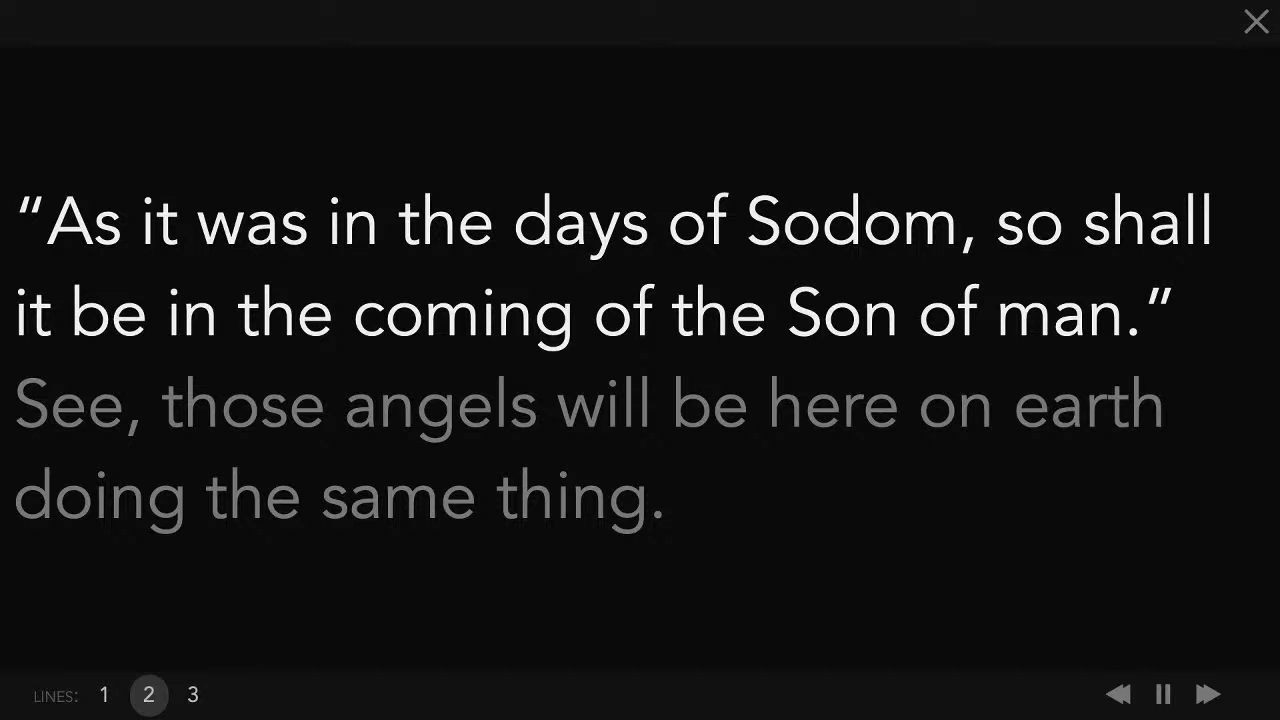 “As it was in the days of Sodom, so shall
it be in the coming of the Son of man.”
See, those angels will be here on earth
doing the same thing.
LINES: 1 2 3